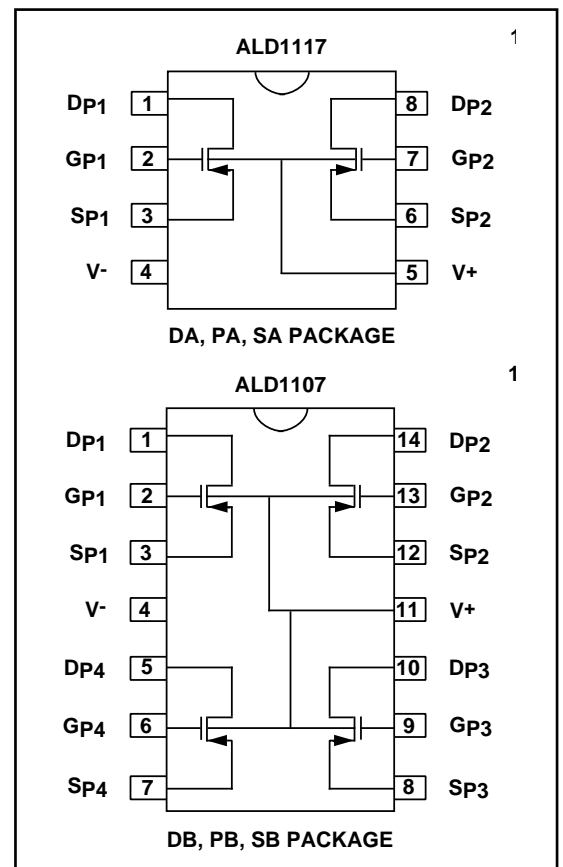 ALD1117
1
DP1 1 8 DP2
GP1 2 7 GP2
SP1 3 6 SP2
V- 4 5 V+
DA, PA, SA PACKAGE
ALD1107
1
DP1 1 14 DP2
GP1 2 13 GP2
SP1 3 12 SP2
V- 4 11 V+
DP4 5 10 DP3
GP4 6 9 GP3
SP4 7 8 SP3
DB, PB, SB PACKAGE